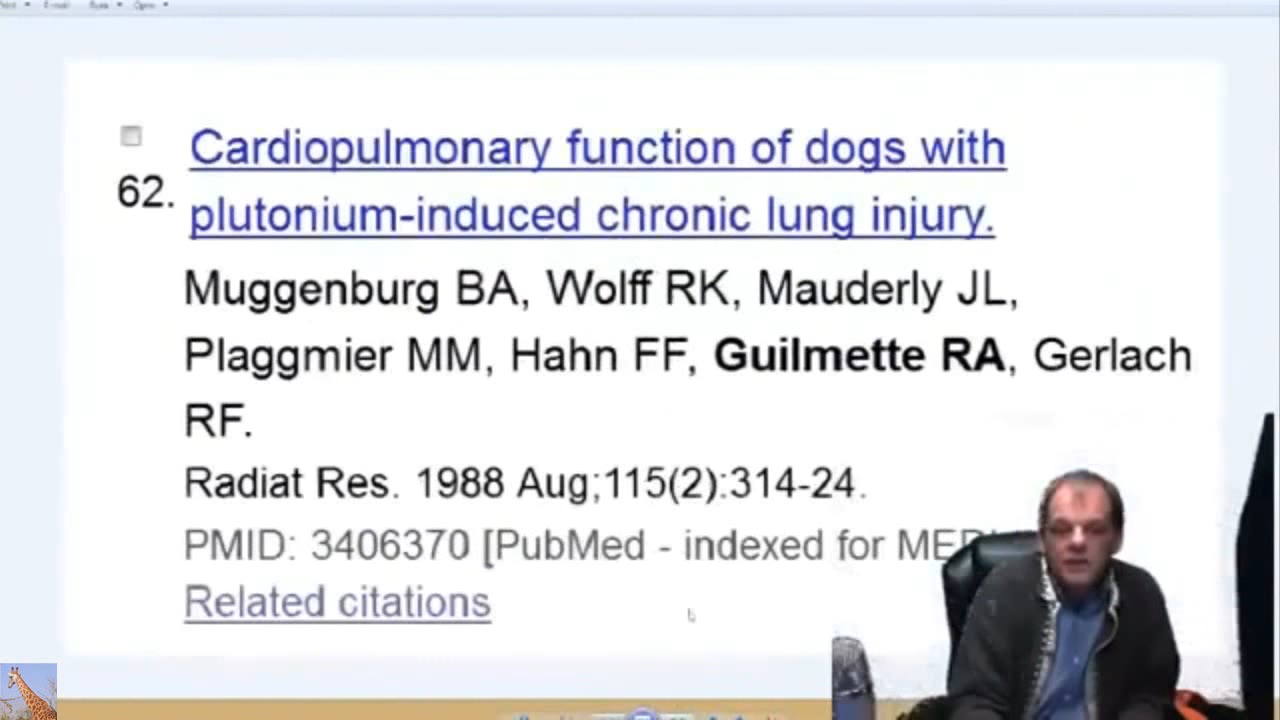 Cardiopulmonary function of dogs with
62. plutonium-induced chronic lung injury.
Muggenburg BA, Wolff RK, Mauderly JL,
Plaggmier MM, Hahn FF, Guilmette RA, Gerlach
RF.
Radiat Res. 1988 Aug;115(2):314-24.
PMID: 3406370 [PubMed - indexed for
Related citations